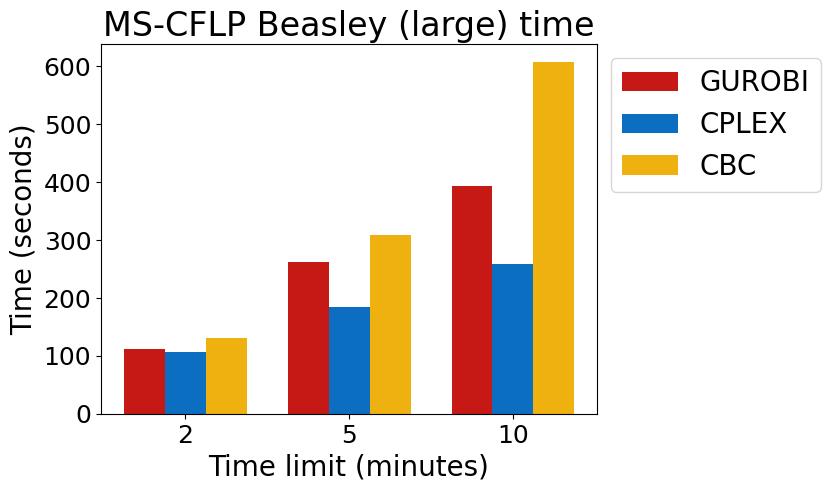 MS-CFLP Beasley (large) time
Time (seconds)
600
500
400
300
200
100
0
2 5 10
Time limit (minutes)
GUROBI
CPLEX
CBC